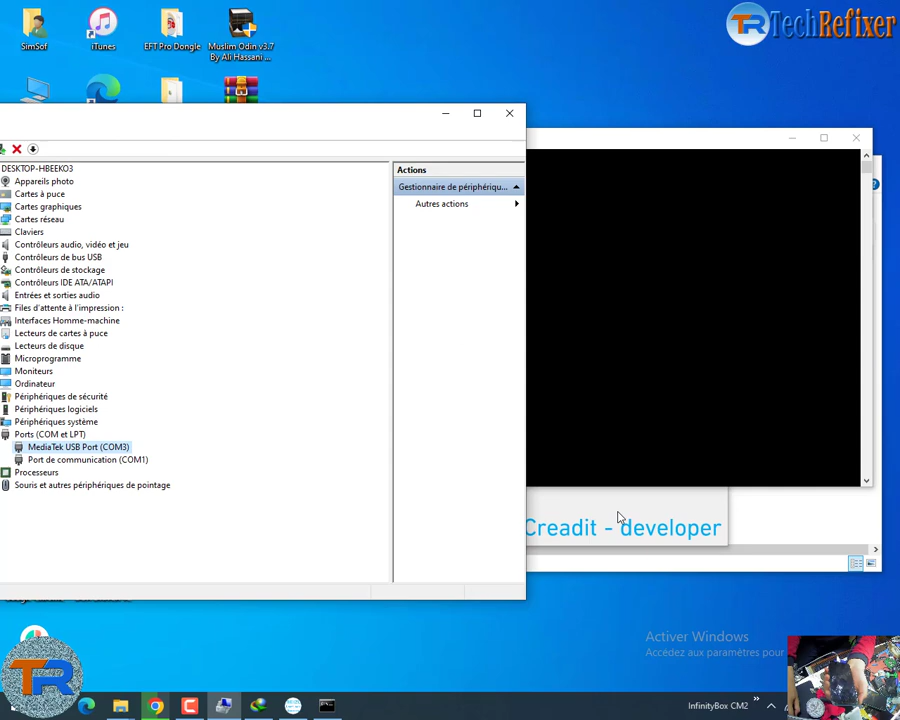 TechRefixer
SimSof
iTunes
EFT Pro Dongle
Muslim Odin v3.7
By Ali Hassani ...
DESKTOP-HBEEKO3
Appareils photo
Cartes à puce
Cartes graphiques
Cartes réseau
Claviers
Contrôleurs audio, vidéo et jeu
Contrôleurs de bus USB
Contrôleurs de stockage
Contrôleurs IDE ATA/ATAPI
Entrées et sorties audio
Files d'attente à l'impression :
Interfaces Homme-machine
Lecteurs de cartes à puce
Lecteurs de disque
Microprogramme
Moniteurs
Ordinateur
Périphériques de sécurité
Périphériques logiciels
Périphériques système
Ports (COM et LPT)
MediaTek USB Port (COM3)
Port de communication (COM1)
Processeurs
Souris et autres périphériques de pointage
Actions
Gestionnaire de périphériqu...
Autres actions
Creadit - developer
Activer Windows
Accédez aux paramètres pour
InfinityBox CM2
TR